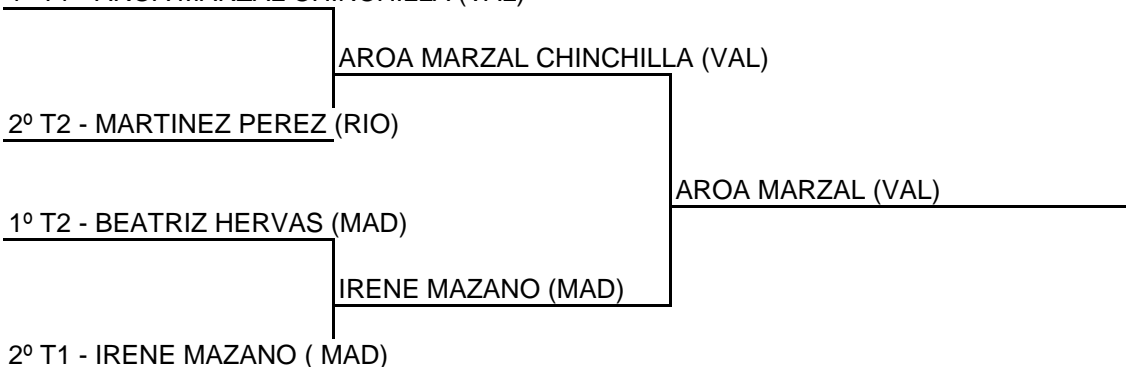 AROA MARZAL CHINCHILLA (VAL)
2º T2 - MARTINEZ PEREZ (RIO)
AROA MARZAL (VAL)
1º T2 - BEATRIZ HERVAS (MAD)
IRENE MAZANO (MAD)
2º T1 - IRENE MAZANO ( MAD)